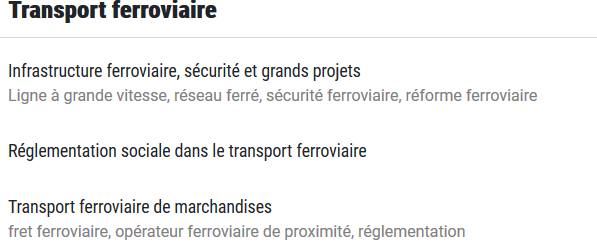 Transport ferroviaire
Infrastructure ferroviaire, sécurité et grands projets
Ligne à grande vitesse, réseau ferré, sécurité ferroviaire, réforme ferroviaire
Réglementation sociale dans le transport ferroviaire
Transport ferroviaire de marchandises
fret ferroviaire, opérateur ferroviaire de proximité, réglementation